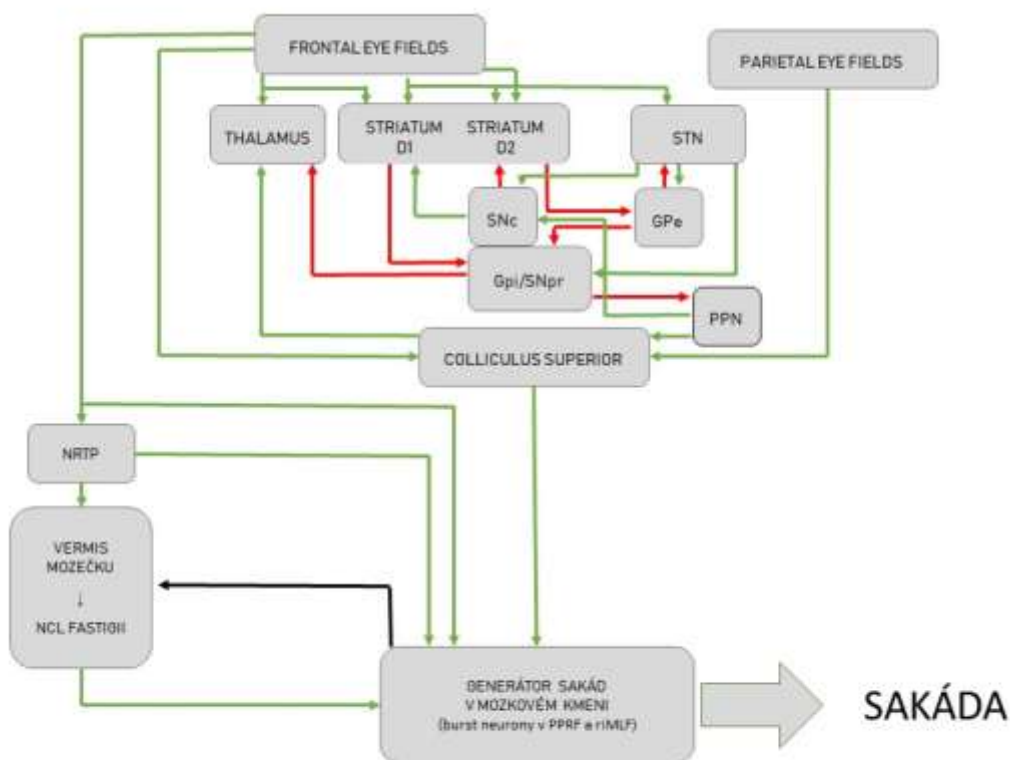 FRONTAL EYE FIELDS
PARIETAL EYE FIELDS
THALAMUS
STRIATUM
D1
STRIATUM
D2
STN
SNc
GPe
Gpi/SNpr
PPN
COLLICULUS SUPERIOR
NRTP
VERMIS
MOZEČKU
↓
NCL FASTIGII
GENERÁTOR SAKÁD
V MOZKOVÉM KMENI
(burst neurony v PPRF e riMLF)
SAKÁDA